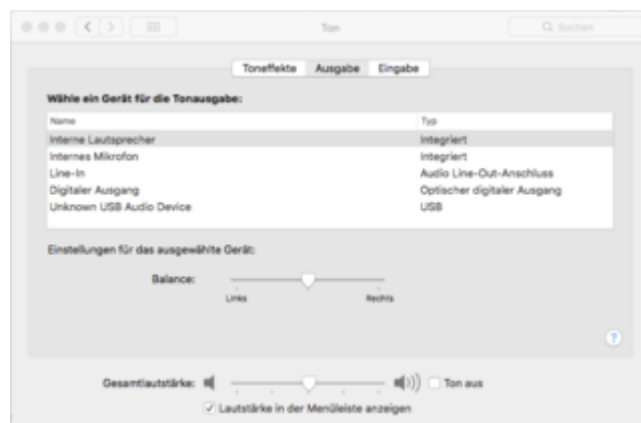 Ton
Suchen
Toneffekte Ausgabe Eingabe
Wähle ein Gerät für die Tonausgabe:
Name Typ
Interne Lautsprecher Integriert
Internes Mikrofon Integriert
Line-In Audio Line-Out-Anschluss
Digitaler Ausgang Optischer digitaler Ausgang
Unknown USB Audio Device USB
Einstellungen für das ausgewählte Gerät:
Balance:
Links Rechts
?
Gesamtlautstärke: Ton aus
Lautstärke in der Menüleiste anzeigen